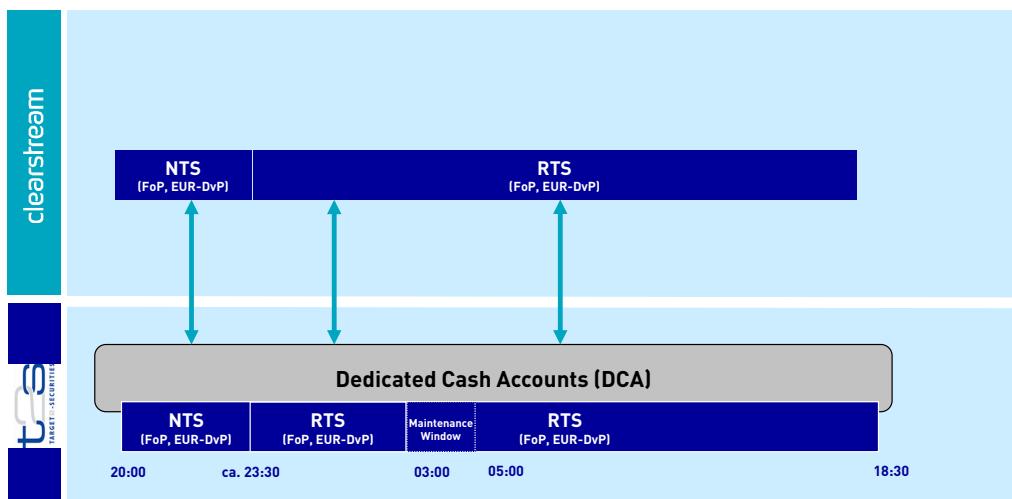 clearstream
NTS
(FoP, EUR-DvP)
RTS
(FoP, EUR-DvP)
t2s
TARGET2-SECURITIES
Dedicated Cash Accounts (DCA)
NTS
(FoP, EUR-DvP)
RTS
(FoP, EUR-DvP)
Maintenance
Window
RTS
(FoP, EUR-DvP)
20:00
ca. 23:30
03:00
05:00
18:30